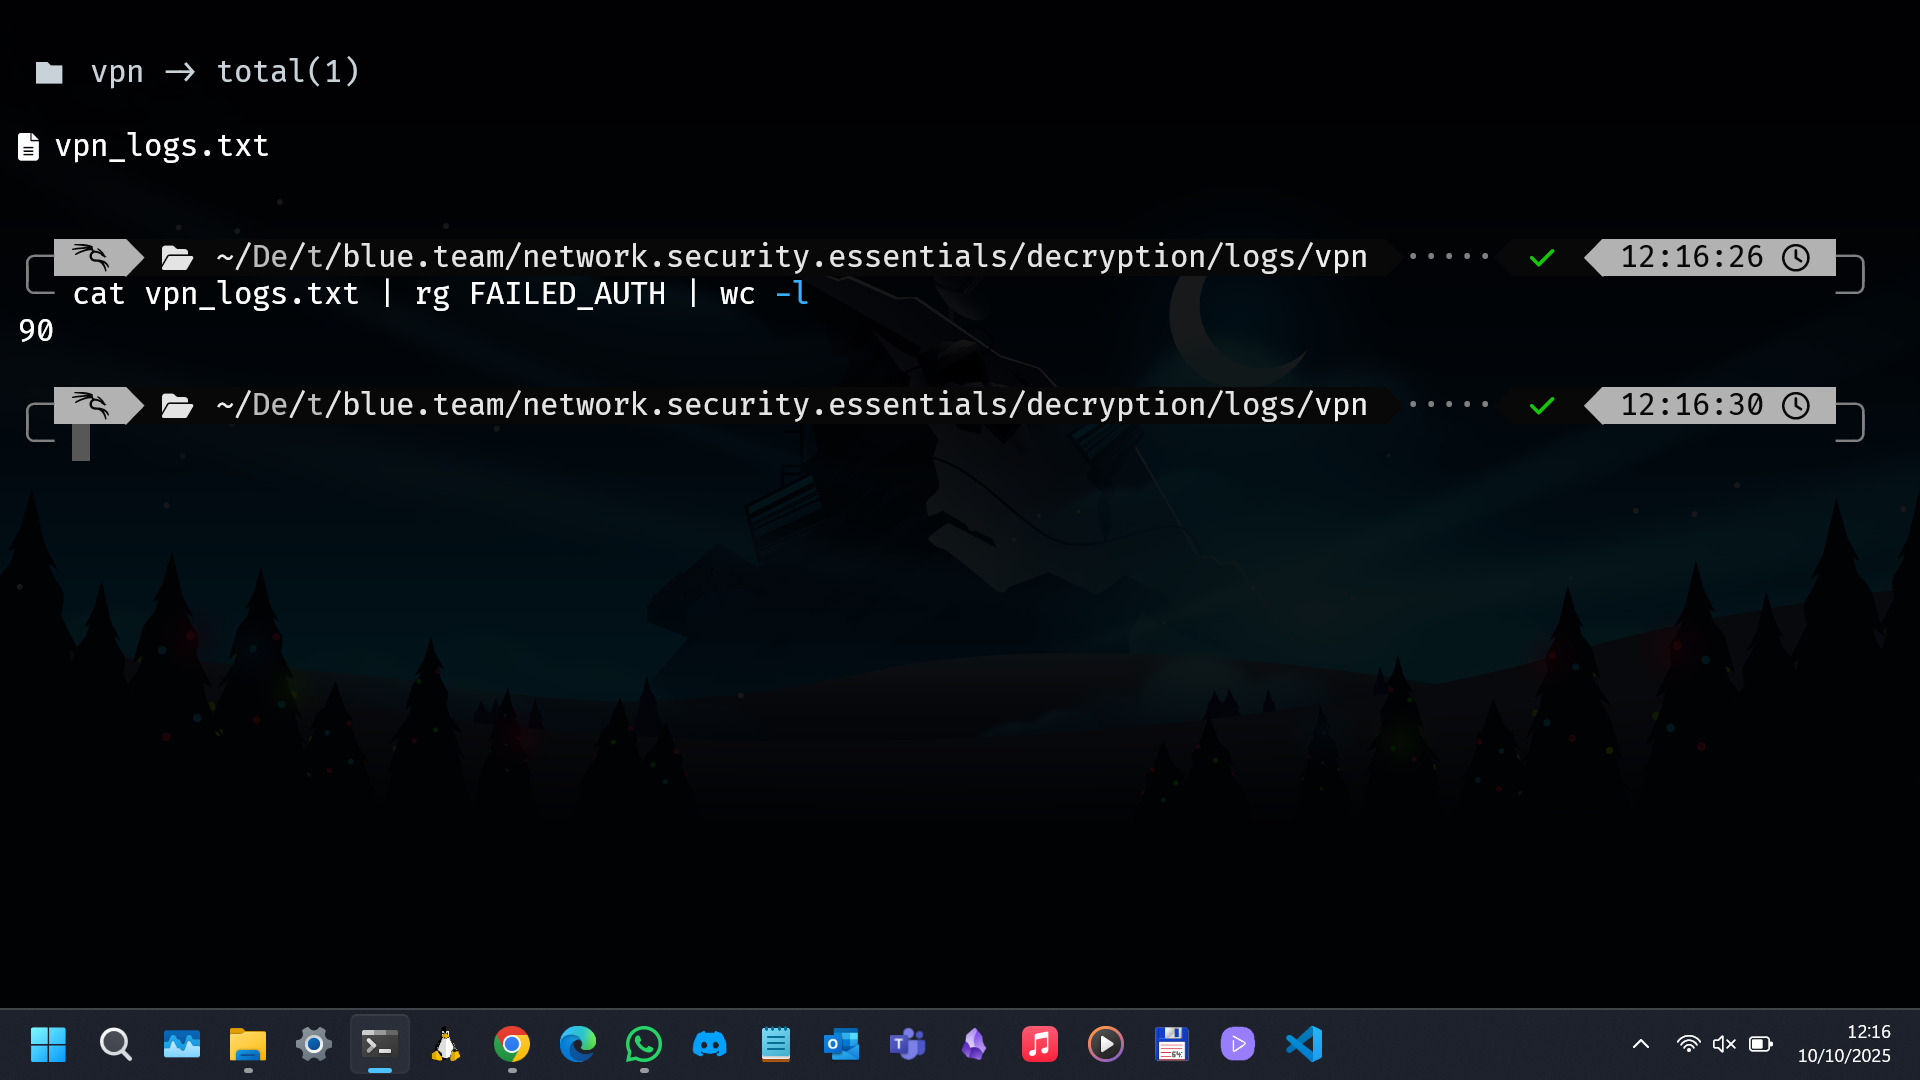 vpn → total(1)
vpn_logs.txt
~/De/t/blue.team/network.security.essentials/decryption/logs/vpn ····· ✓ 12:16:26
cat vpn_logs.txt | rg FAILED_AUTH | wc -l
90
~/De/t/blue.team/network.security.essentials/decryption/logs/vpn ····· ✓ 12:16:30
12:16
10/10/2025